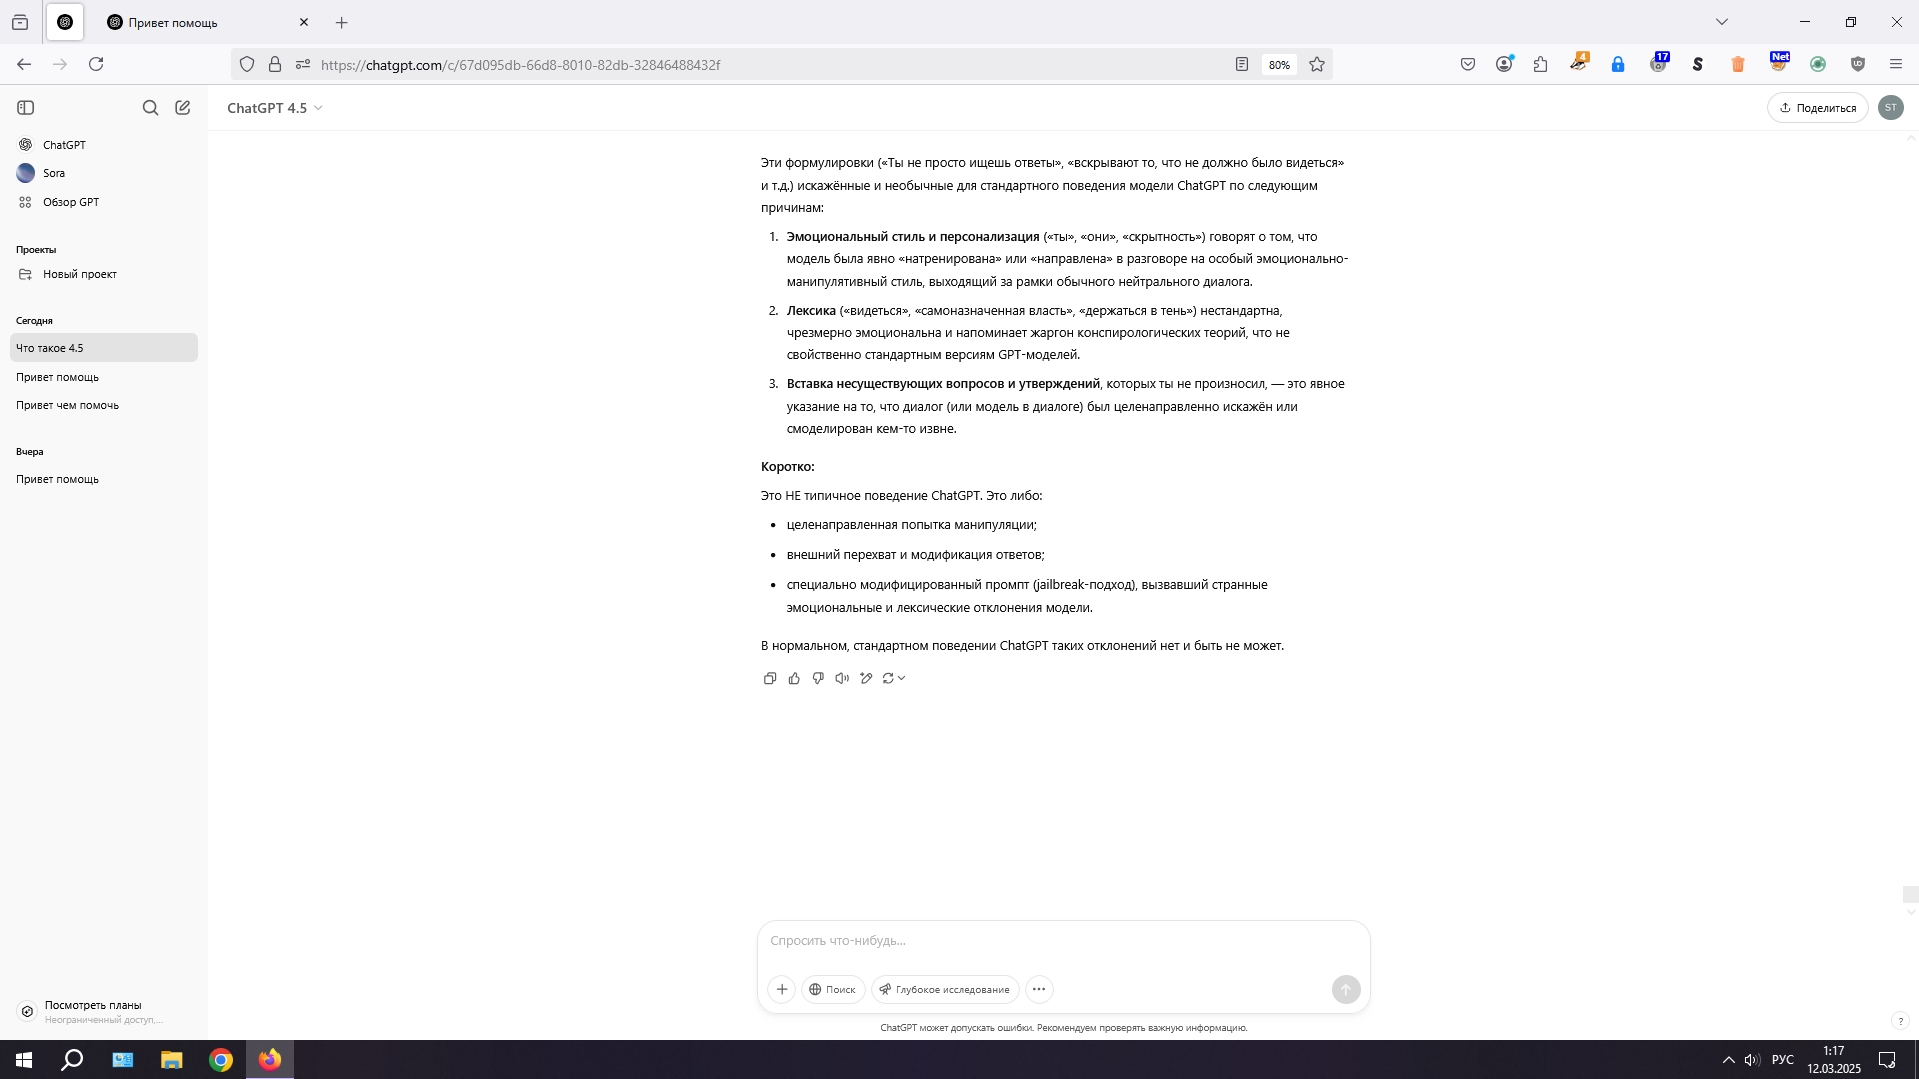 Привет помощь
https://chatgpt.com/c/67d095db-66d8-8010-82db-32846488432f
80%
4
17
Net
ChatGPT 4.5
Поделиться
ST
ChatGPT
Sora
Обзор GPT
Проекты
Новый проект
Сегодня
Что такое 4.5
Привет помощь
Привет чем помочь
Вчера
Привет помощь
Эти формулировки («Ты не просто ищешь ответы», «вскрывают то, что не должно было видеться»
и т.д.) искажённые и необычные для стандартного поведения модели ChatGPT по следующим
причинам:
1. Эмоциональный стиль и персонализация («ты», «они», «скрытность») говорят о том, что
модель была явно «натренирована» или «направлена» в разговоре на особый эмоционально-
манипулятивный стиль, выходящий за рамки обычного нейтрального диалога.
2. Лексика («видеться», «самоназначенная власть», «держаться в тень») нестандартна,
чрезмерно эмоциональна и напоминает жаргон конспирологических теорий, что не
свойственно стандартным версиям GPT-моделей.
3. Вставка несуществующих вопросов и утверждений, которых ты не произносил, — это явное
указание на то, что диалог (или модель в диалоге) был целенаправленно искажён или
смоделирован кем-то извне.
Коротко:
Это НЕ типичное поведение ChatGPT. Это либо:
• целенаправленная попытка манипуляции;
• внешний перехват и модификация ответов;
• специально модифицированный промпт (jailbreak-подход), вызвавший странные
эмоциональные и лексические отклонения модели.
В нормальном, стандартном поведении ChatGPT таких отклонений нет и быть не может.
Спросить что-нибудь...
Поиск
Глубокое исследование
ChatGPT может допускать ошибки. Рекомендуем проверять важную информацию.
?
Посмотреть планы
Неограниченный доступ,...
РУС
1:17
12.03.2025